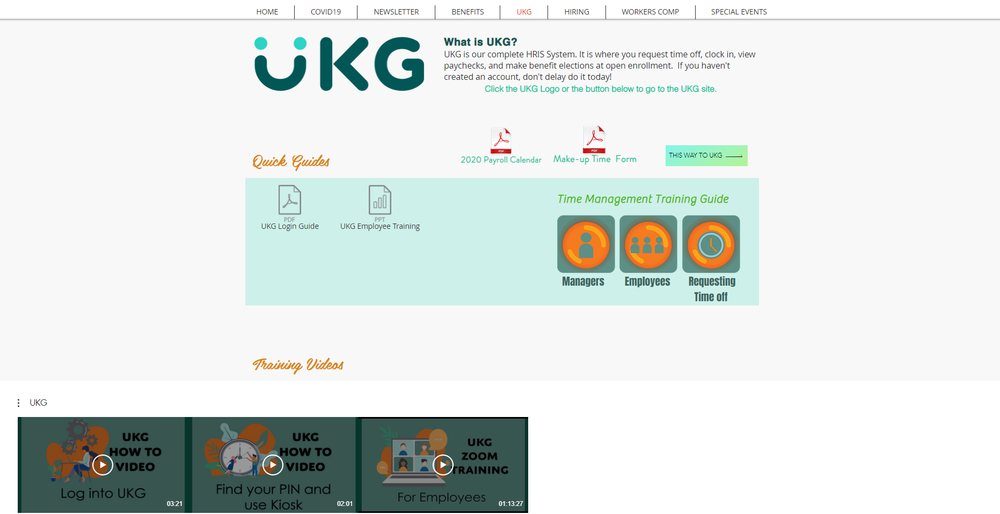 HOME
COVID19
NEWSLETTER
BENEFITS
UKG
HIRING
WORKERS COMP
SPECIAL EVENTS
UKG
What is UKG?
UKG is our complete HRIS System. It is where you request time off, clock in, view
paychecks, and make benefit elections at open enrollment.  If you haven't
created an account, don't delay do it today!
Click the UKG Logo or the button below to go to the UKG site.
PDF
2020 Payroll Calendar
PDF
Make-up Time  Form
THIS WAY TO UKG
Quick Guides
PDF
UKG Login Guide
PPT
UKG Employee Training
Time Management Training Guide
Managers
Employees
Requesting
Time off
Training Videos
UKG
UKG
HOW TO
VIDEO
Log into UKG
03:21
UKG
HOW TO
VIDEO
Find your PIN and
use Kiosk
02:01
UKG
ZOOM
TRAINING
For Employees
01:13:27